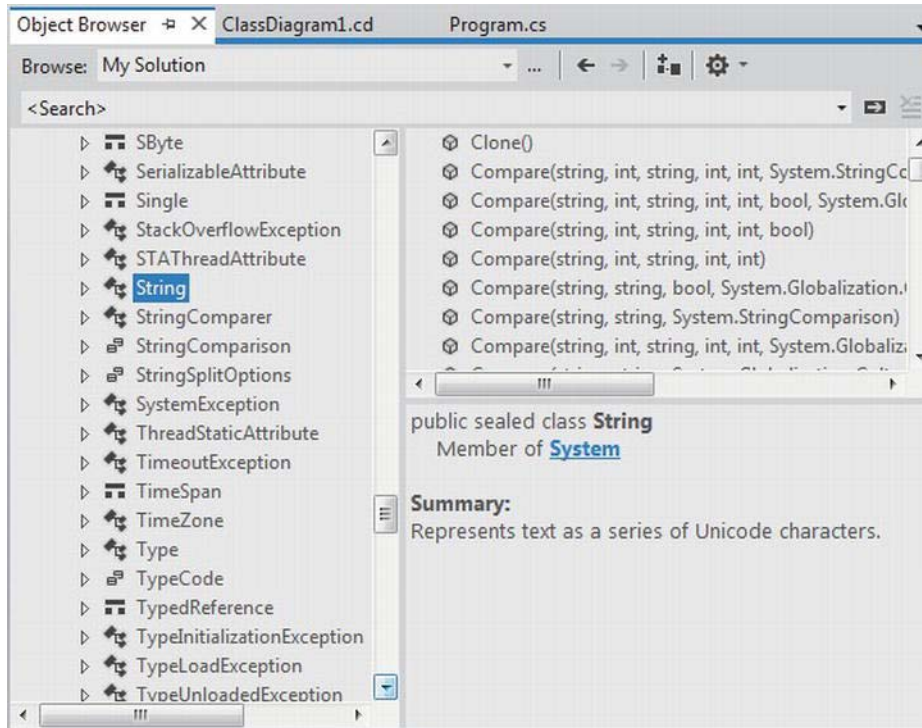 Object Browser ClassDiagram1.cd Program.cs
Browse: My Solution ...
<Search>
SByte
SerializableAttribute
Single
StackOverflowException
STAThreadAttribute
String
StringComparer
StringComparison
StringSplitOptions
SystemException
ThreadStaticAttribute
TimeoutException
TimeSpan
TimeZone
Type
TypeCode
TypedReference
TypeInitializationException
TypeLoadException
TypeUnloadedException
Clone()
Compare(string, int, string, int, int, System.StringCo
Compare(string, int, string, int, int, bool, System.Glo
Compare(string, int, string, int, int, bool)
Compare(string, int, string, int, int)
Compare(string, string, bool, System.Globalization.
Compare(string, string, System.StringComparison)
Compare(string, int, string, int, int, System.Globaliz
public sealed class String
Member of System
Summary:
Represents text as a series of Unicode characters.